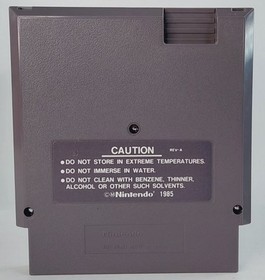 CAUTION REV-A
•DO NOT STORE IN EXTREME TEMPERATURES.
•DO NOT IMMERSE IN WATER.
•DO NOT CLEAN WITH BENZENE, THINNER,
ALCOHOL OR OTHER SUCH SOLVENTS.
Nintendo 1985